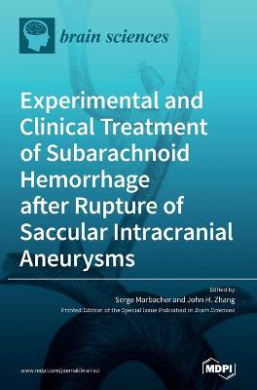 brain sciences
Experimental and
Clinical Treatment
of Subarachnoid
Hemorrhage
after Rupture of
Saccular Intracranial
Aneurysms
Edited by
Serge Marbacher and John H. Zhang
Printed Edition of the Special Issue Published in Brain Sciences
www.mdpi.com/journal/brainsci
MDPI